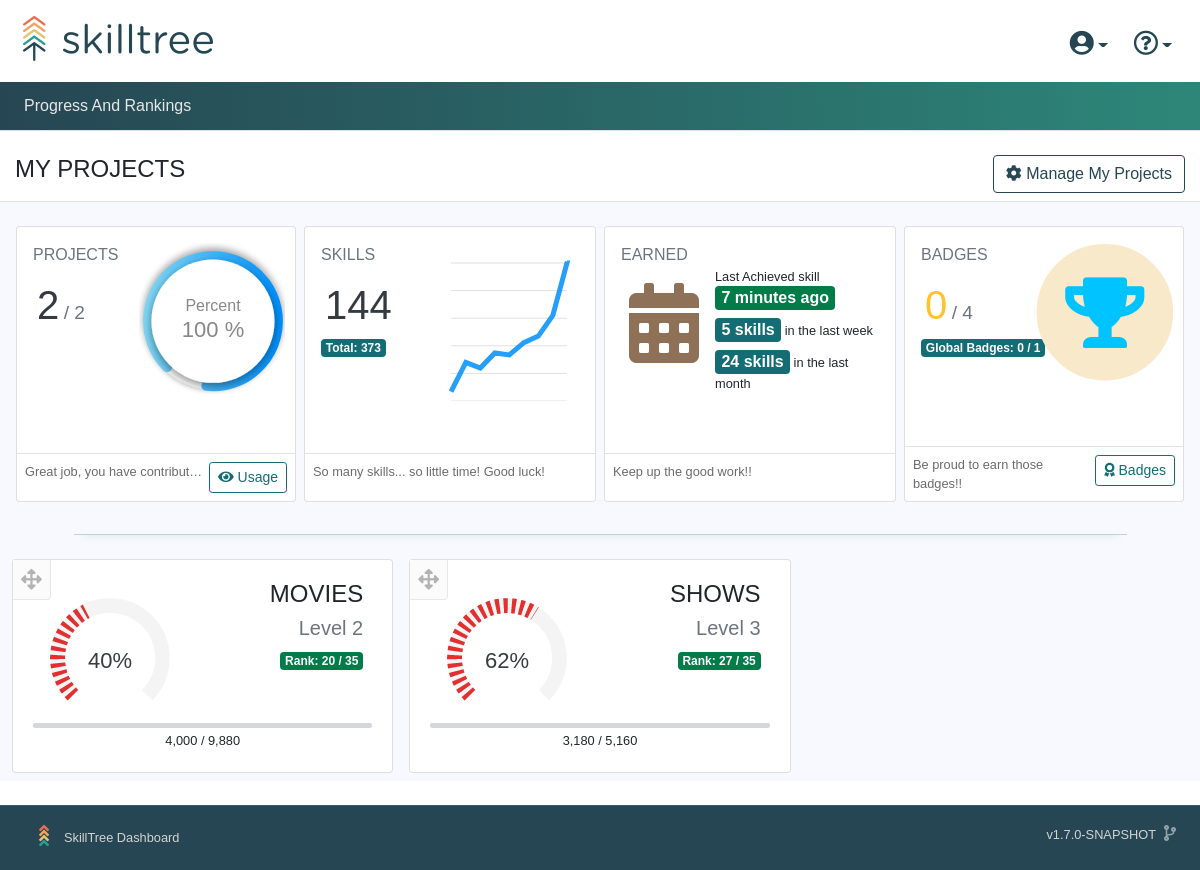 skilltree
Progress And Rankings
MY PROJECTS
Manage My Projects
PROJECTS
2 / 2
Percent
100 %
Great job, you have contribut…
Usage
SKILLS
144
Total: 373
So many skills... so little time! Good luck!
EARNED
Last Achieved skill
7 minutes ago
5 skills in the last week
24 skills in the last
month
Keep up the good work!!
BADGES
0 / 4
Global Badges: 0 / 1
Be proud to earn those
badges!!
Badges
MOVIES
Level 2
Rank: 20 / 35
40%
4,000 / 9,880
SHOWS
Level 3
Rank: 27 / 35
62%
3,180 / 5,160
SkillTree Dashboard
v1.7.0-SNAPSHOT